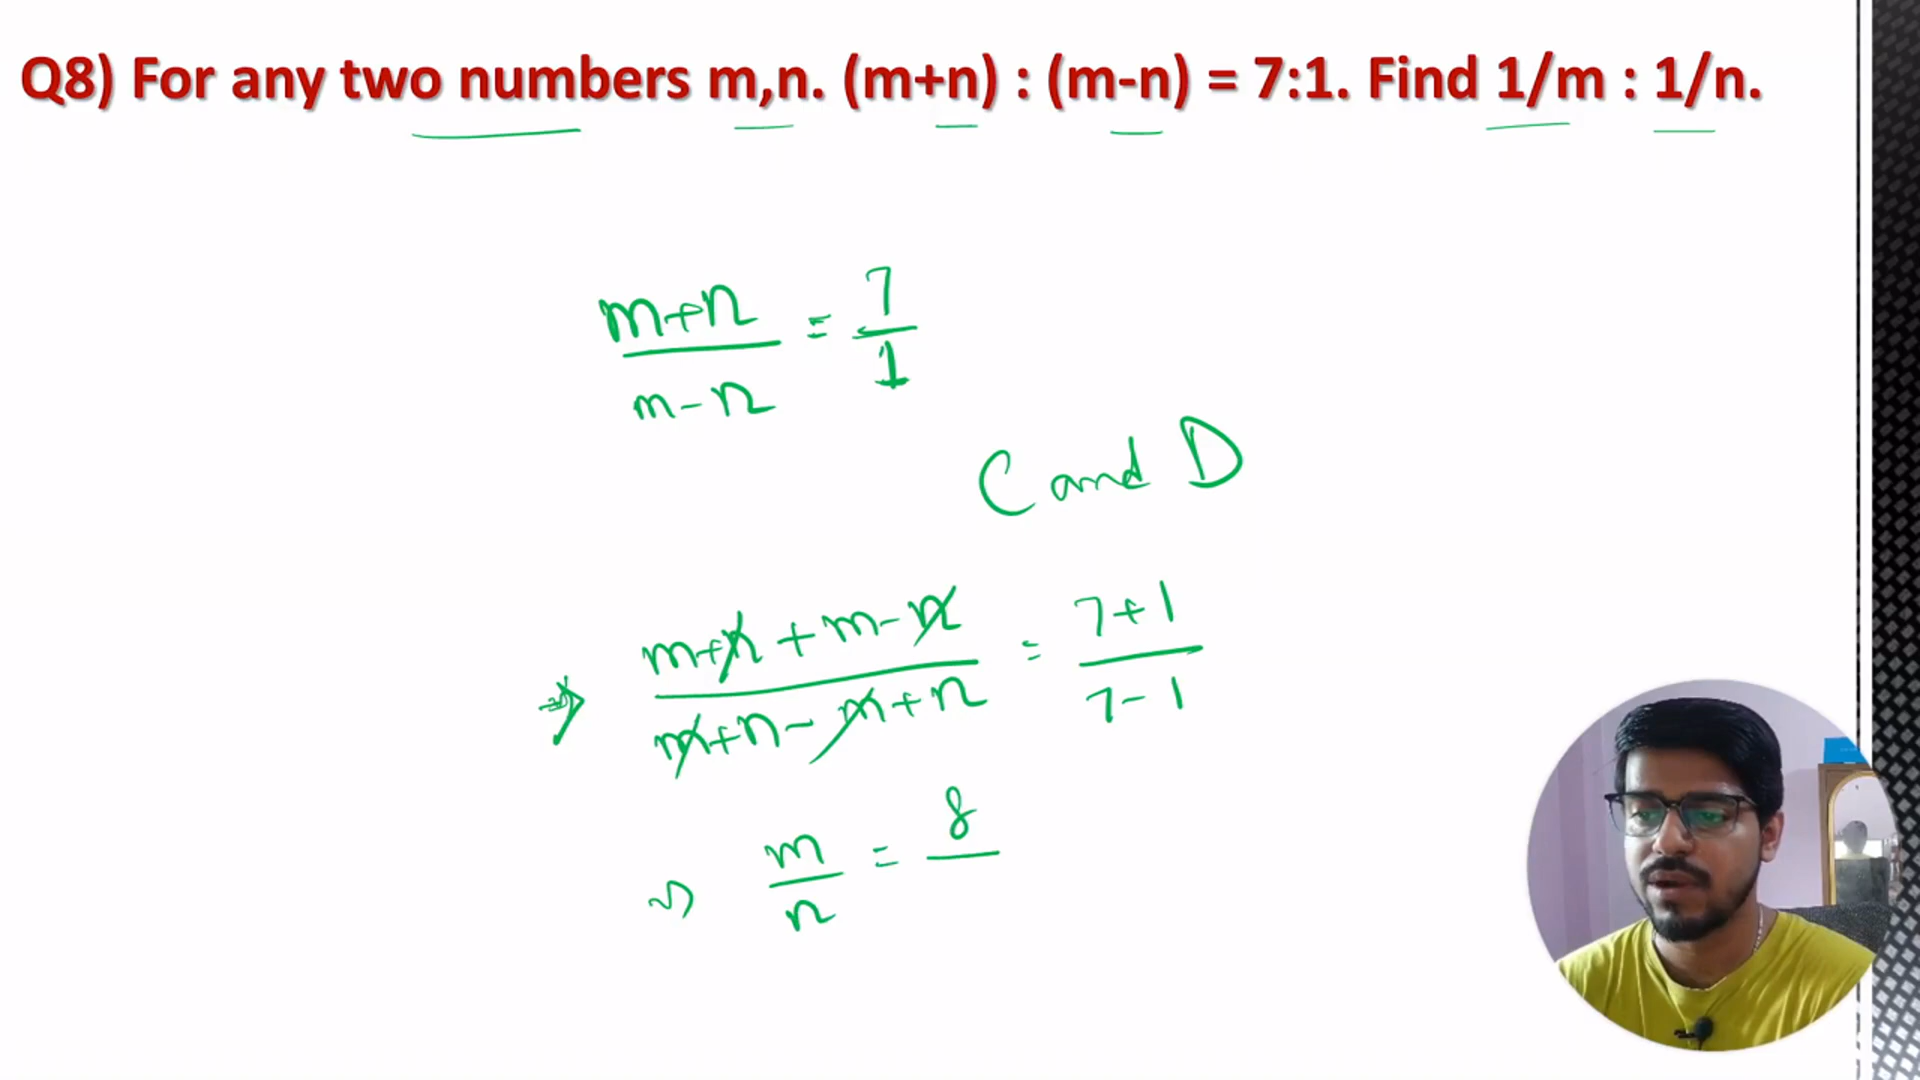 Q8) For any two numbers m,n. (m+n) : (m-n) = 7:1. Find 1/m : 1/n.
m+n / m-n = 7/1
C and D
⇒ m+n+m-n / m+n-m+n = 7+1 / 7-1
⇒ m/n = 8/